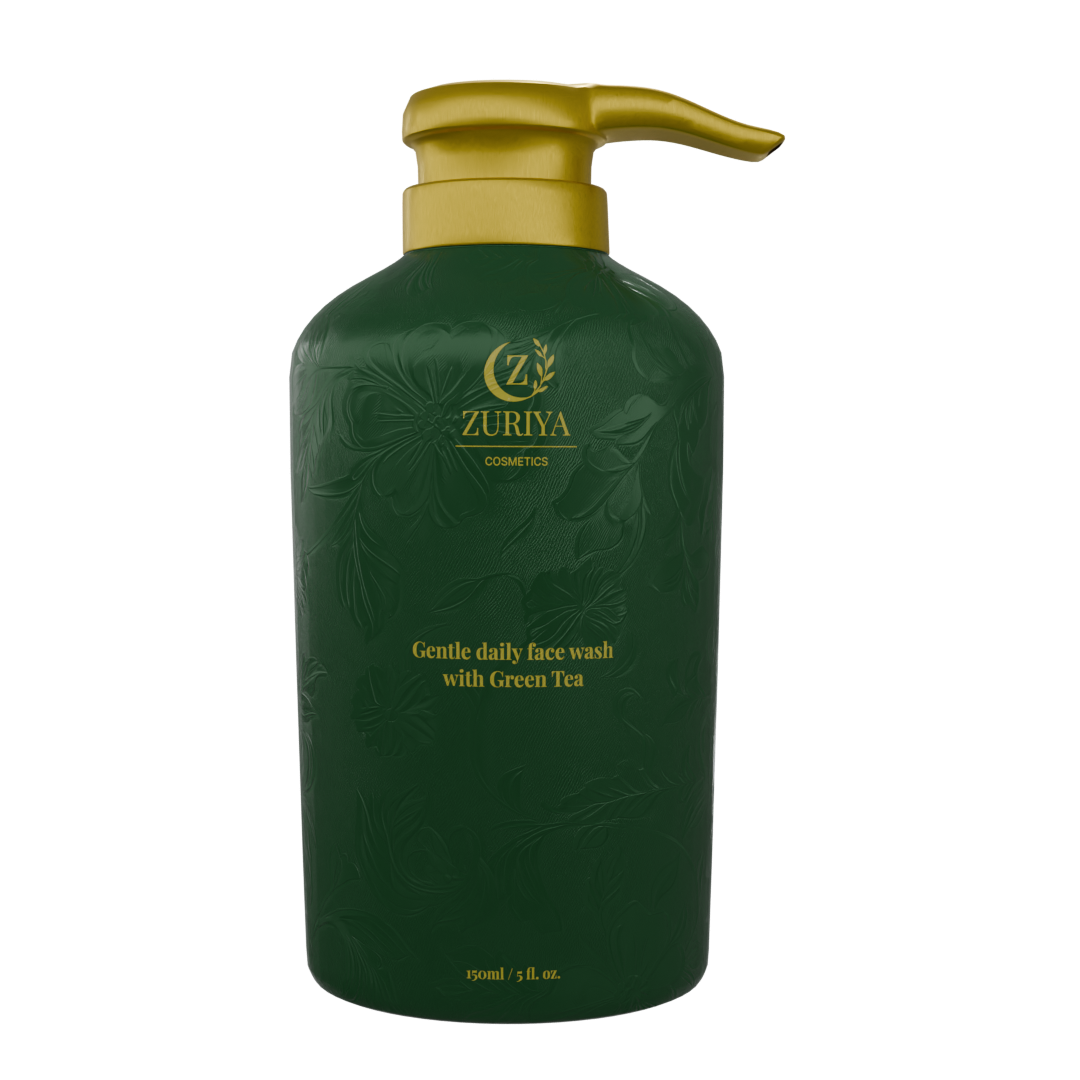 Z
ZURIYA
COSMETICS
Gentle daily face wash
with Green Tea
150ml / 5 fl. oz.